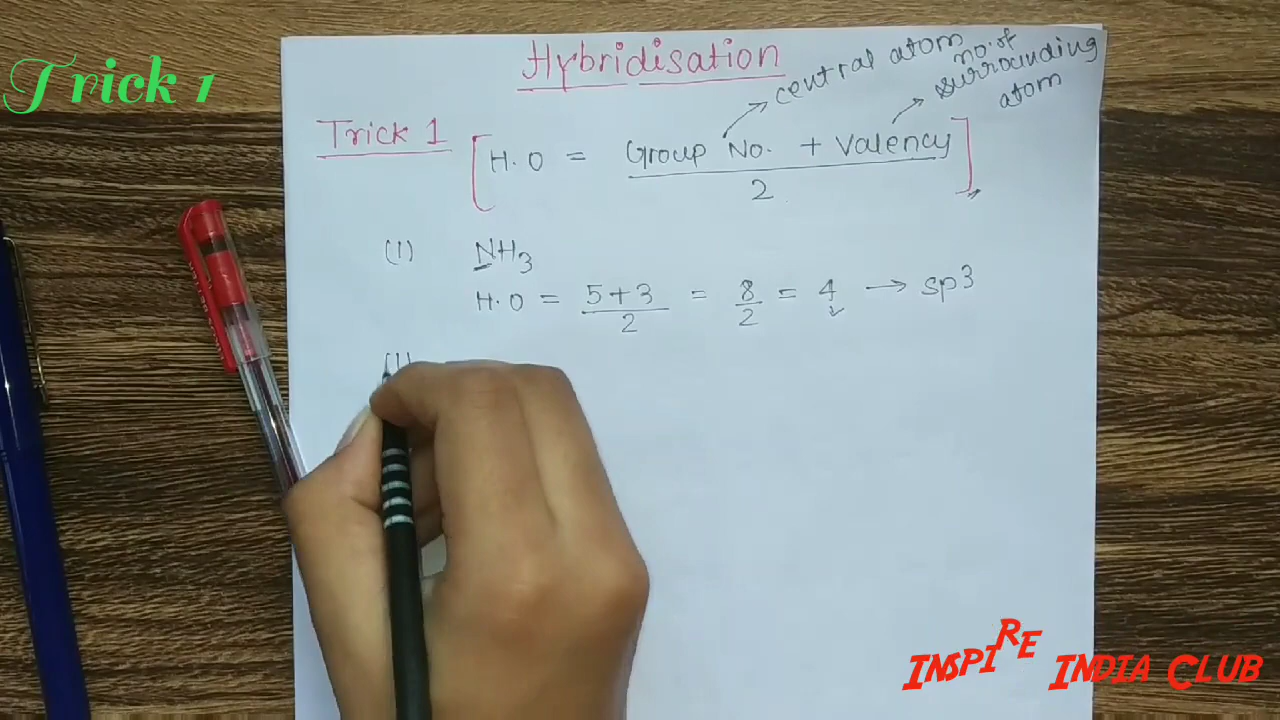 Trick 1
Hybridisation
central atom
no. of
surrounding
atom
Trick 1 [H.O = Group No. + Valency / 2]
(1) NH3
H.O = 5+3 / 2 = 8 / 2 = 4 → sp3
INSPIRE INDIA CLUB